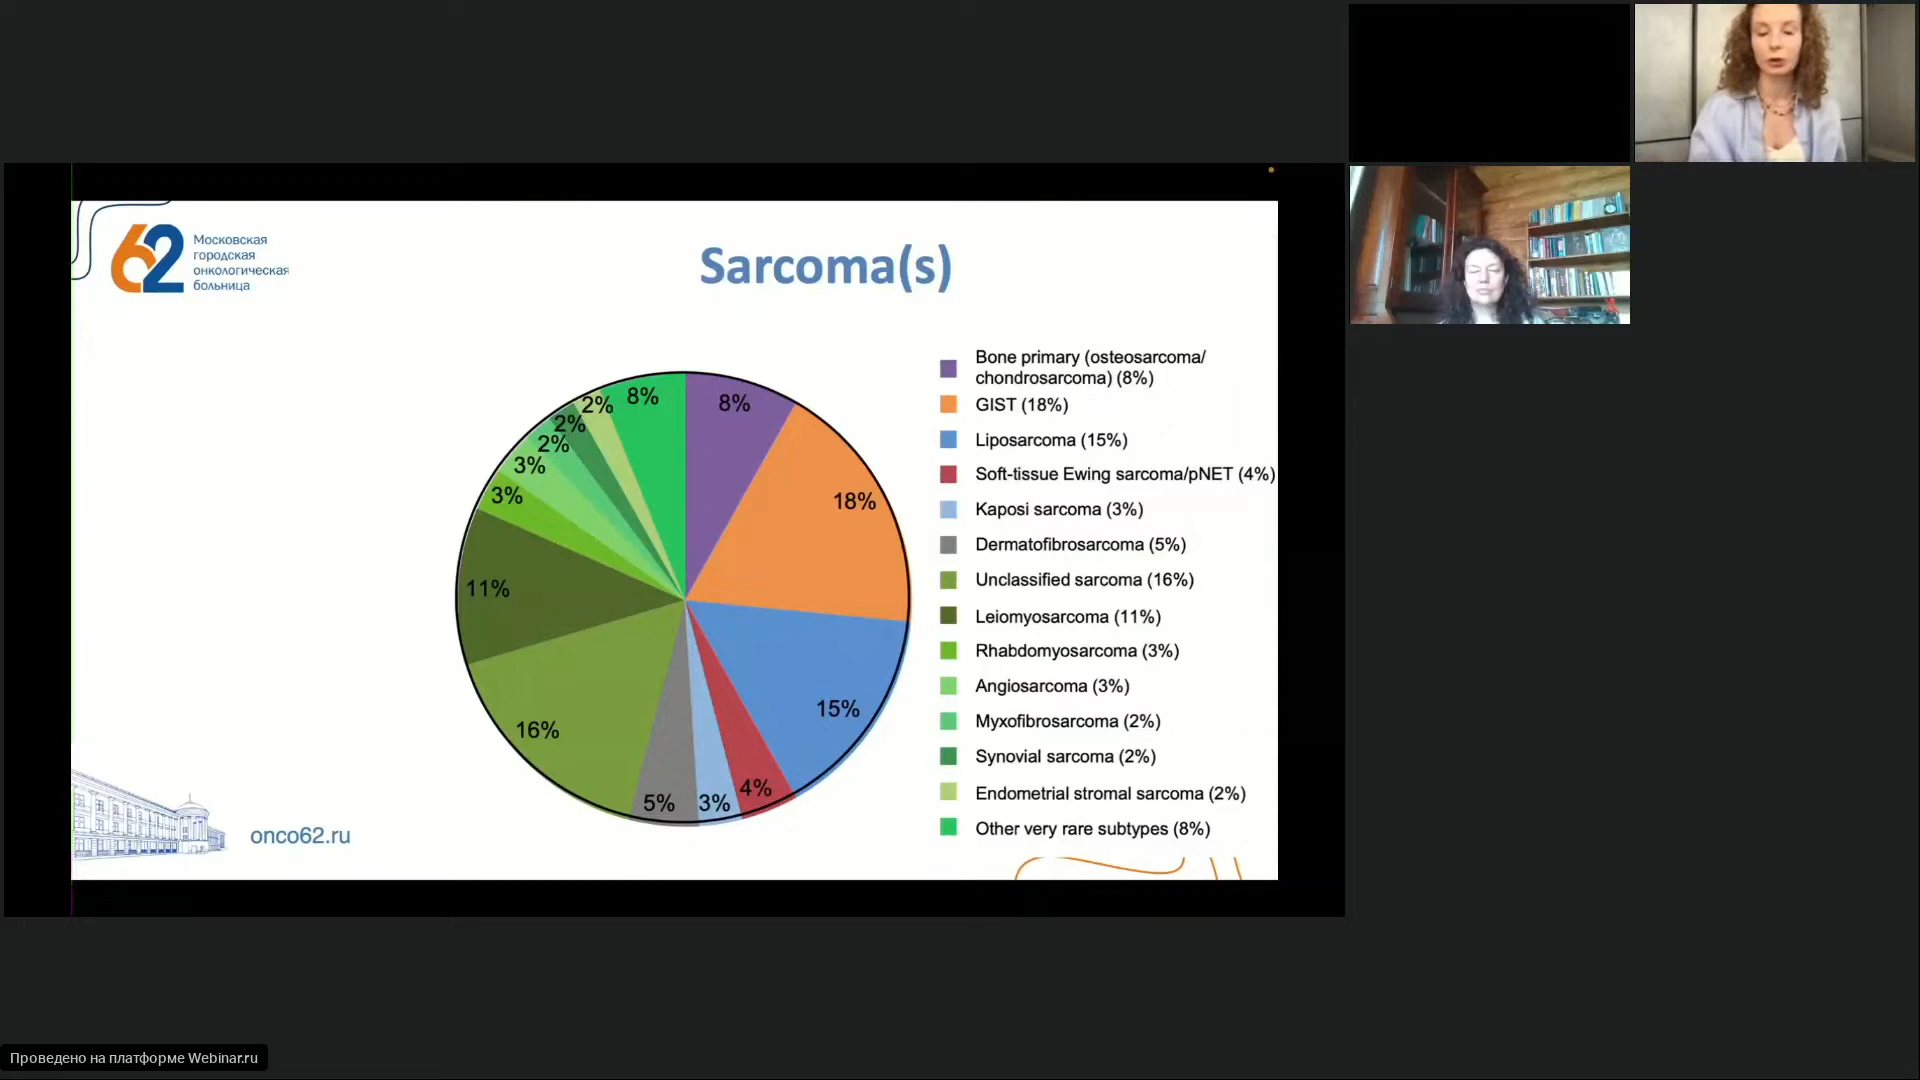 62
Московская
городская
онкологическая
больница
Sarcoma(s)
8%
18%
15%
4%
3%
5%
16%
11%
3%
3%
2%
2%
2%
8%
Bone primary (osteosarcoma/
chondrosarcoma) (8%)
GIST (18%)
Liposarcoma (15%)
Soft-tissue Ewing sarcoma/pNET (4%)
Kaposi sarcoma (3%)
Dermatofibrosarcoma (5%)
Unclassified sarcoma (16%)
Leiomyosarcoma (11%)
Rhabdomyosarcoma (3%)
Angiosarcoma (3%)
Myxofibrosarcoma (2%)
Synovial sarcoma (2%)
Endometrial stromal sarcoma (2%)
Other very rare subtypes (8%)
onco62.ru
Проведено на платформе Webinar.ru